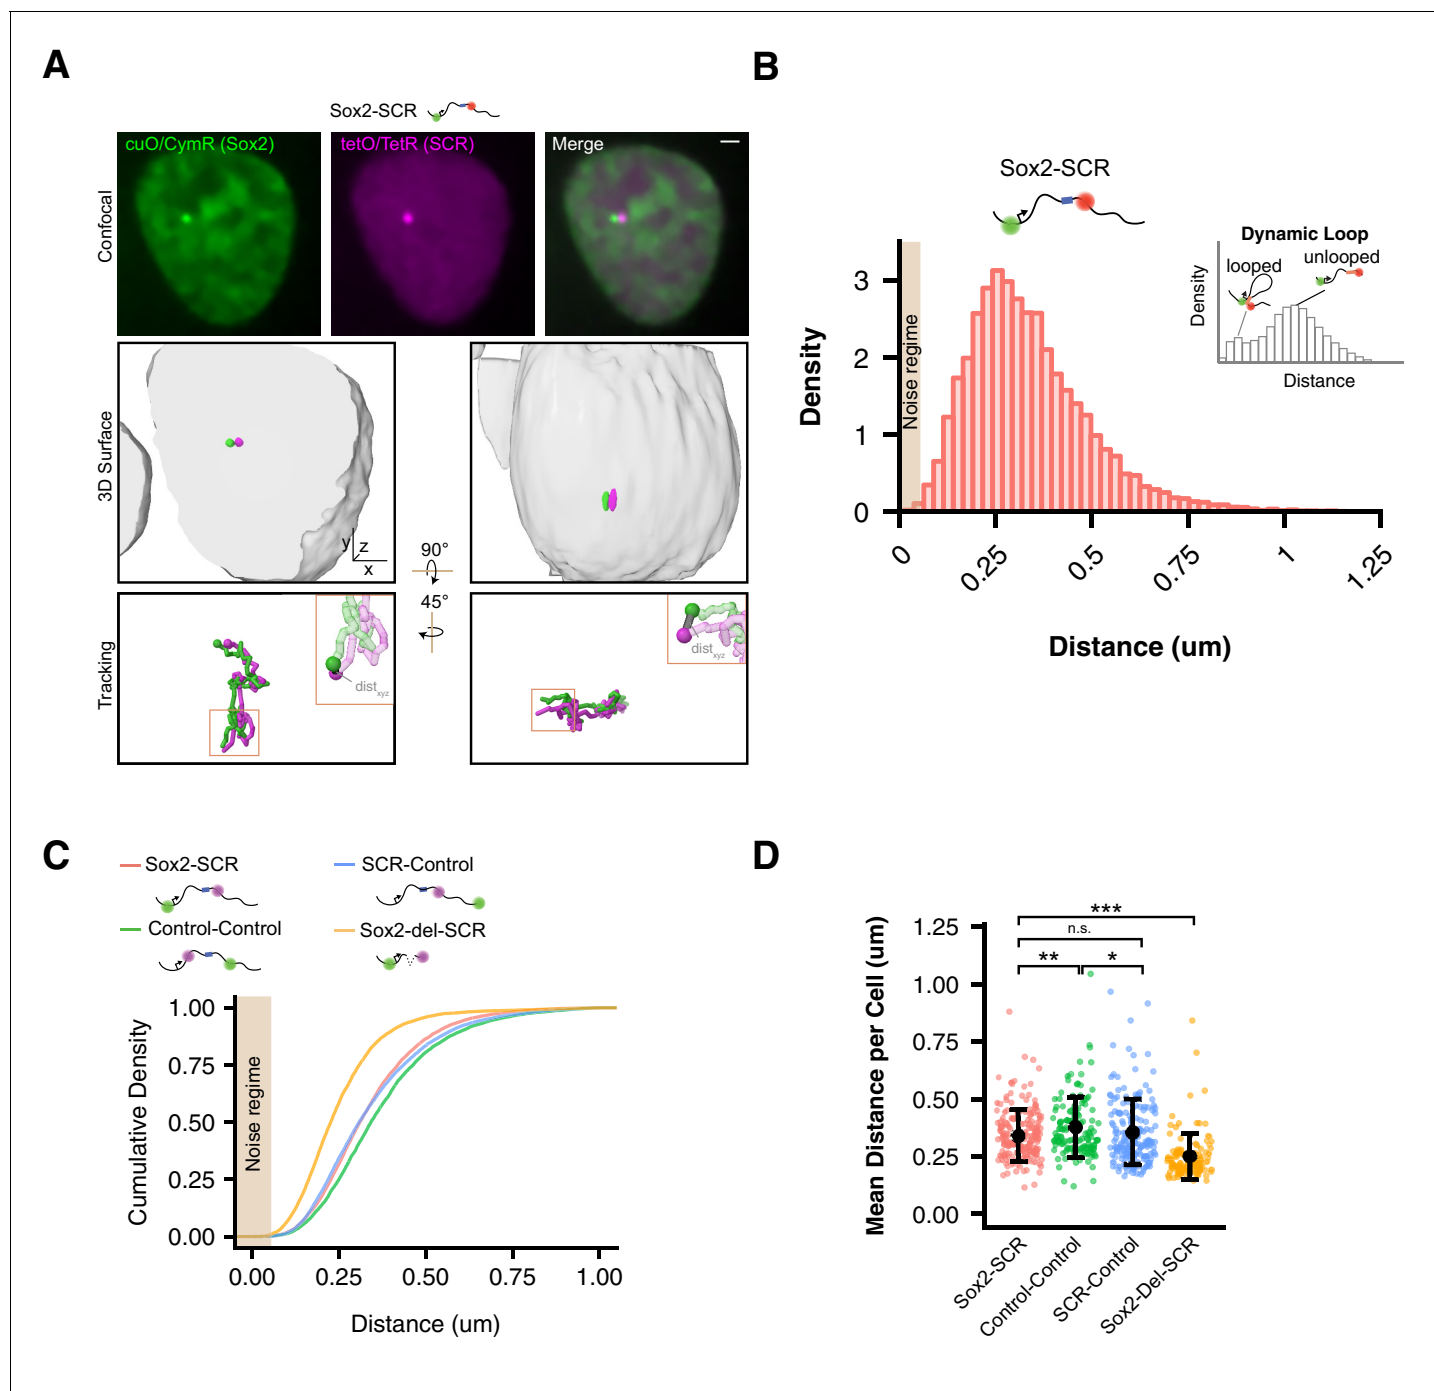 A
Sox2-SCR
cuO/CymR (Sox2)
tetO/TetR (SCR)
Merge
Confocal
3D Surface
y
z
x
90°
45°
Tracking
dist xyz
dist xyz
B
Sox2-SCR
Dynamic Loop
looped
unlooped
Density
Distance
Density
Noise regime
3
2
1
0
0
0.25
0.5
0.75
1
1.25
Distance (um)
C
Sox2-SCR
SCR-Control
Control-Control
Sox2-del-SCR
Cumulative Density
Noise regime
1.00
0.75
0.50
0.25
0.00
0.00
0.25
0.50
0.75
1.00
Distance (um)
D
Mean Distance per Cell (um)
***
n.s.
**
*
1.25
1.00
0.75
0.50
0.25
0.00
Sox2-SCR
Control-Control
SCR-Control
Sox2-Del-SCR